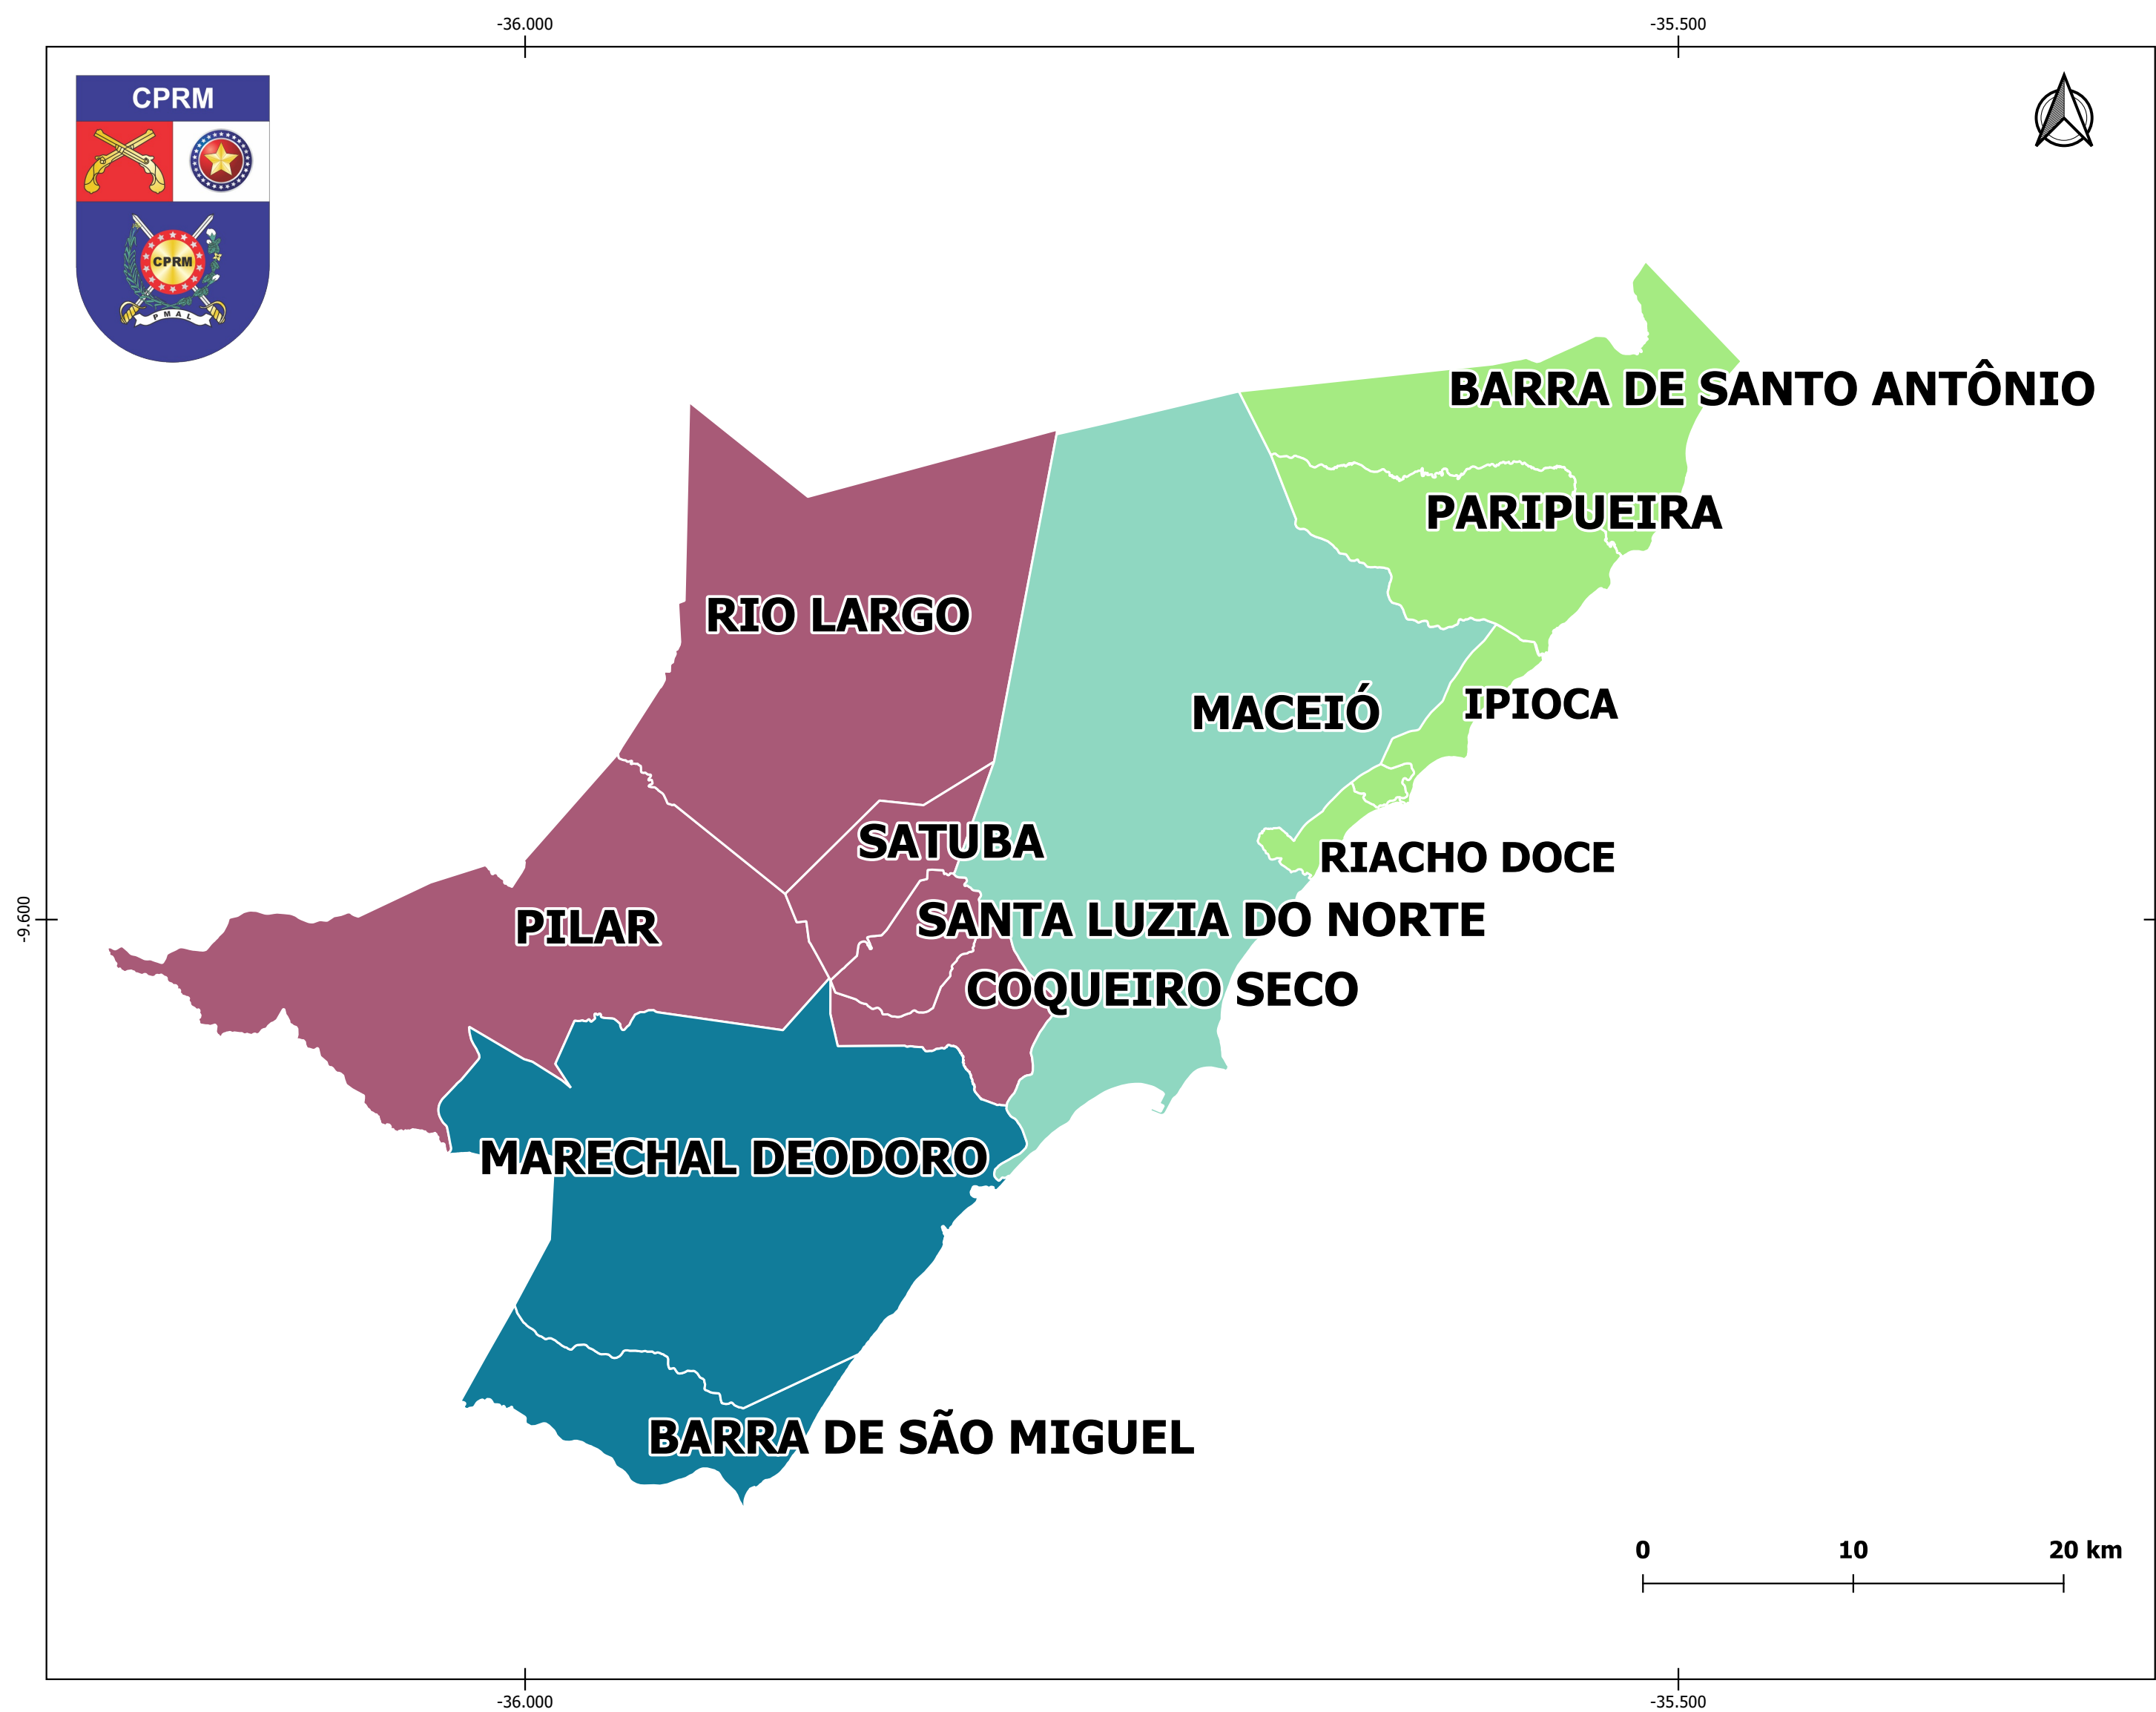 -36.000
-35.500
CPRM
CPRM
PMAL
BARRA DE SANTO ANTÔNIO
PARIPUEIRA
RIO LARGO
IPIOCA
MACEIÓ
SATUBA
RIACHO DOCE
-9.600
SANTA LUZIA DO NORTE
PILAR
COQUEIRO SECO
MARECHAL DEODORO
BARRA DE SÃO MIGUEL
0 10 20 km
-36.000
-35.500